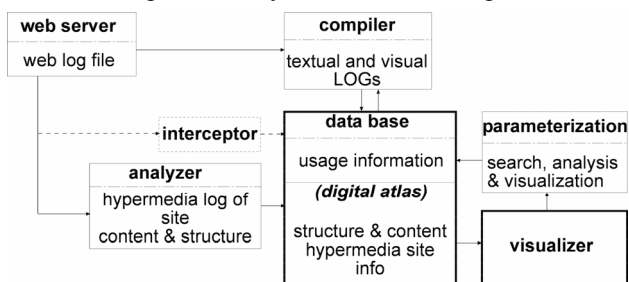 web server
web log file
compiler
textual and visual
LOGs
interceptor
data base
usage information
(digital atlas)
structure & content
hypermedia site
info
parameterization
search, analysis
& visualization
analyzer
hypermedia log of
site
content & structure
visualizer